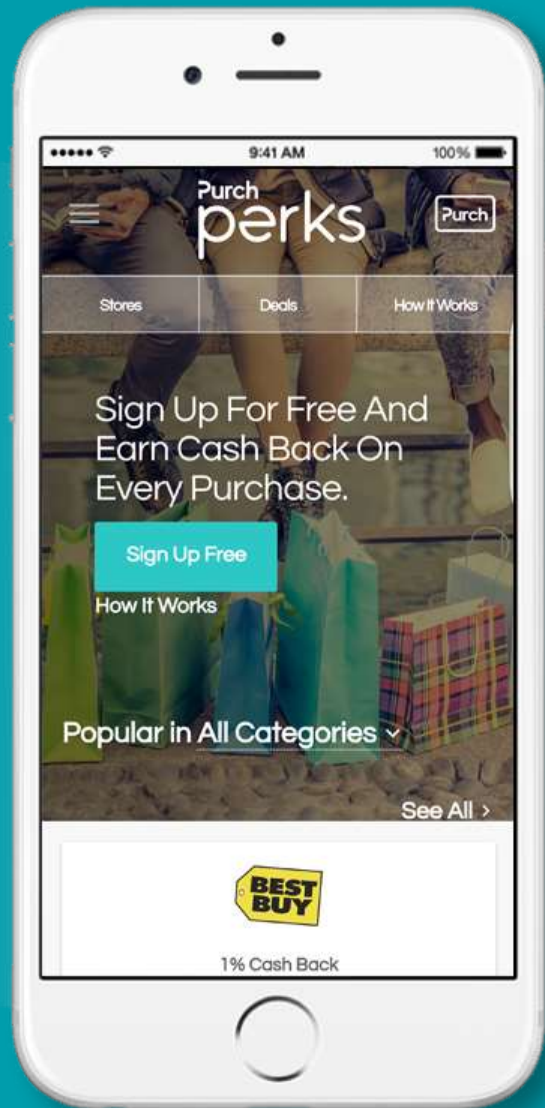 9:41 AM
100%
Purch
perks
Purch
Stores
Deals
How It Works
Sign Up For Free And
Earn Cash Back On
Every Purchase.
Sign Up Free
How It Works
Popular in All Categories
See All >
BEST
BUY
1% Cash Back